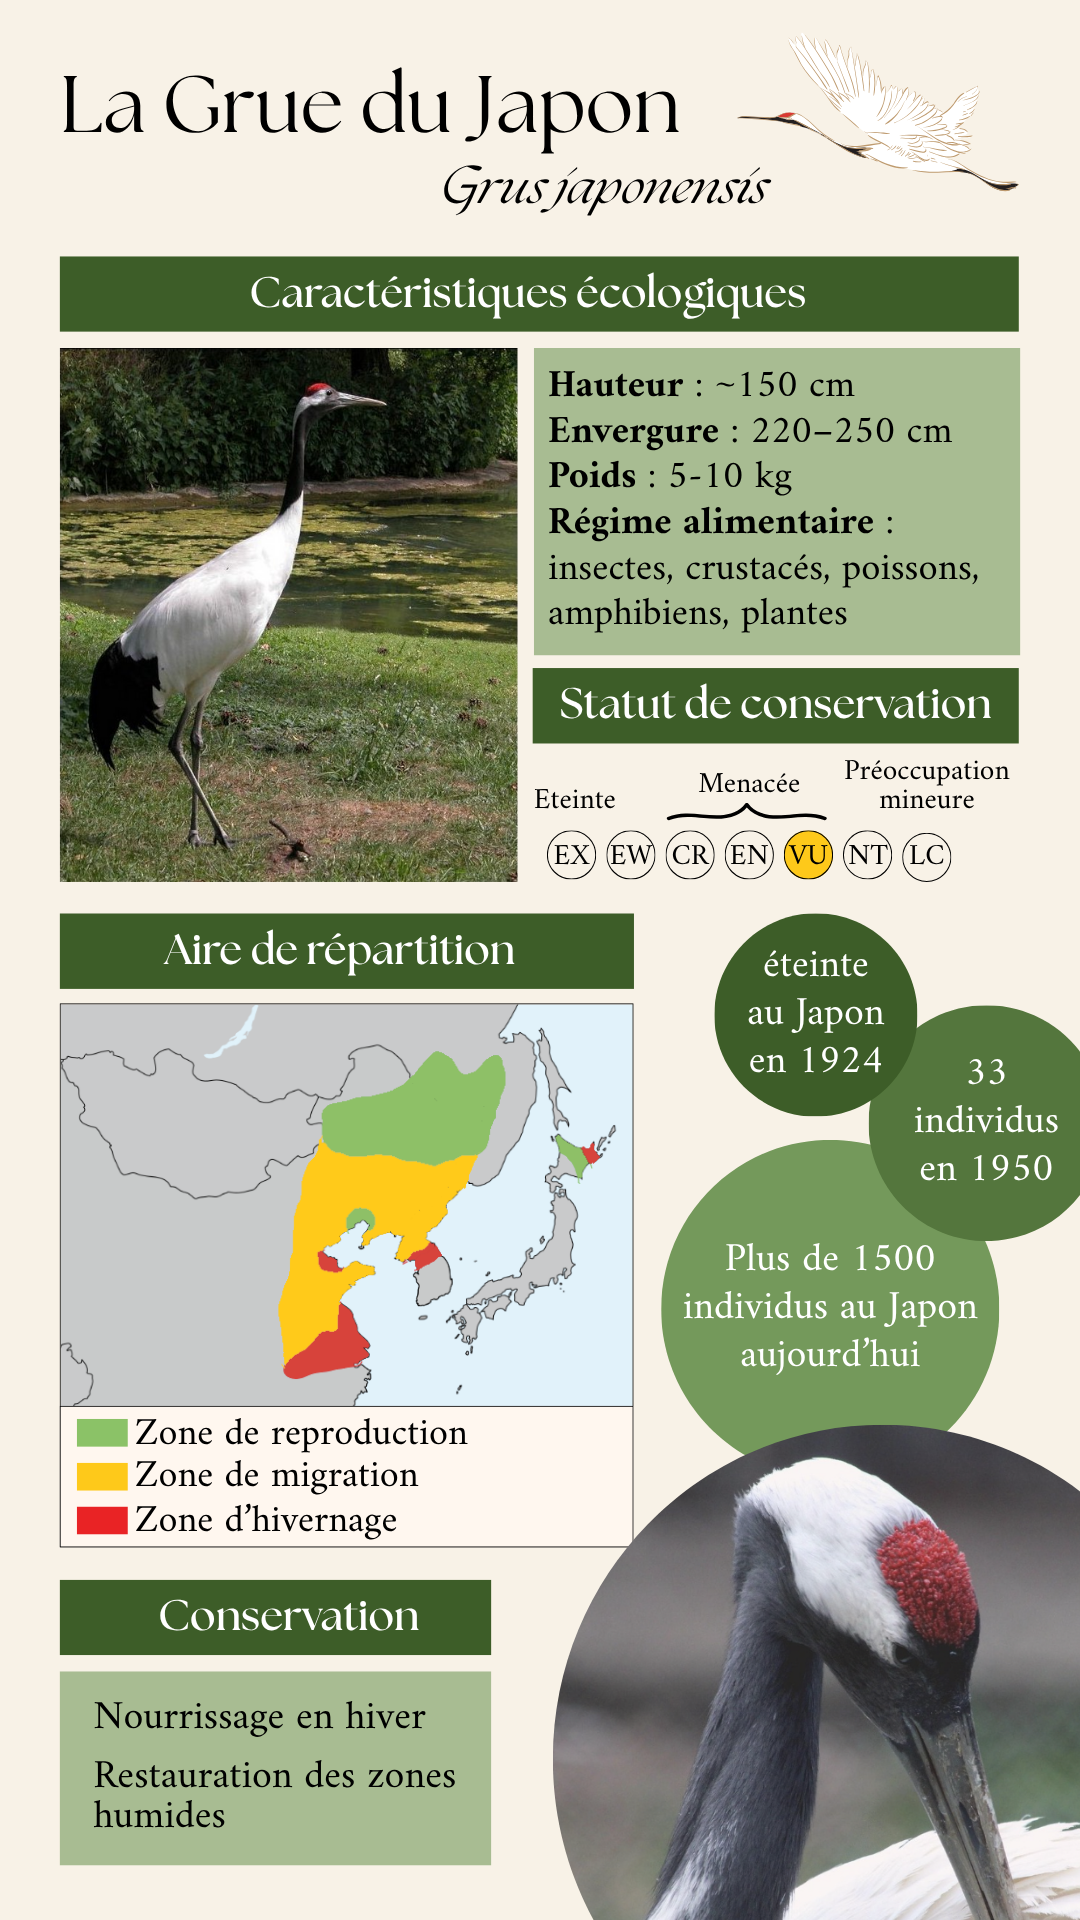 La Grue du Japon
Grus japonensis
Caractéristiques écologiques
Hauteur : ~150 cm
Envergure : 220–250 cm
Poids : 5-10 kg
Régime alimentaire :
insectes, crustacés, poissons,
amphibiens, plantes
Statut de conservation
Eteinte
Menacée
Préoccupation
mineure
EX EW CR EN VU NT LC
Aire de répartition
Zone de reproduction
Zone de migration
Zone d'hivernage
éteinte
au Japon
en 1924
33
individus
en 1950
Plus de 1500
individus au Japon
aujourd'hui
Conservation
Nourrissage en hiver
Restauration des zones
humides